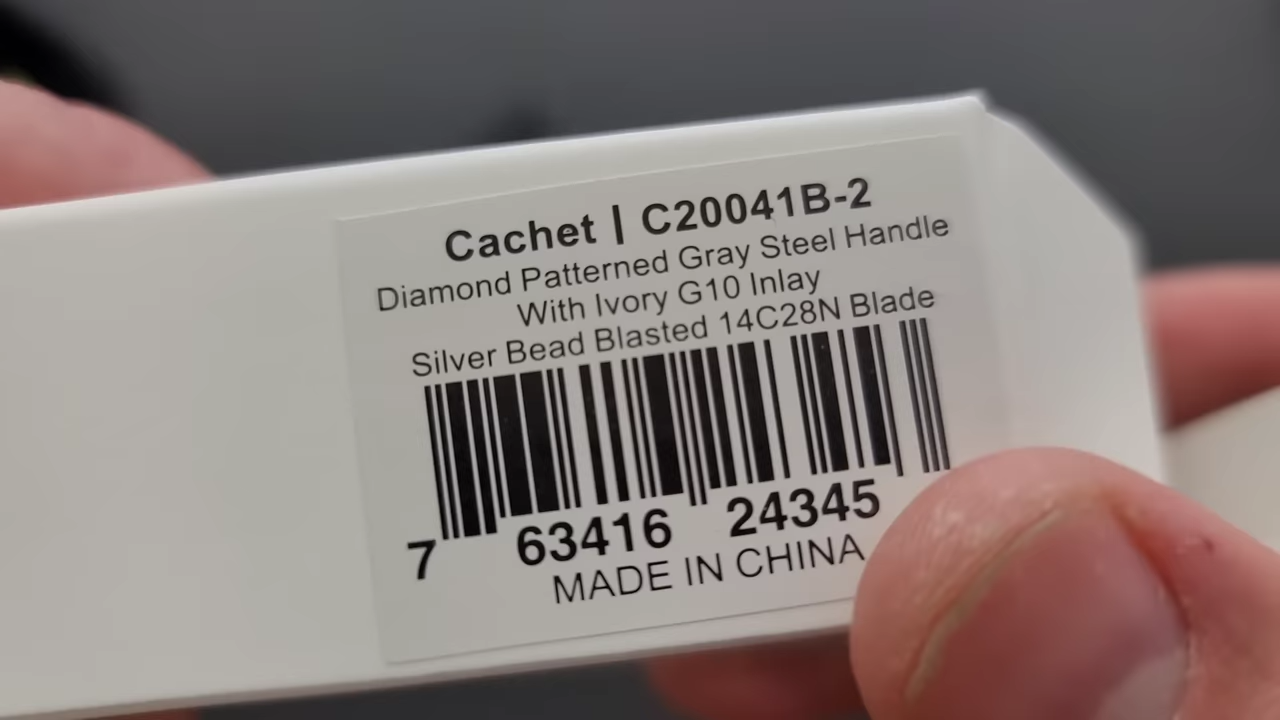 Cachet | C20041B-2
Diamond Patterned Gray Steel Handle
With Ivory G10 Inlay
Silver Bead Blasted 14C28N Blade
7 63416 24345
MADE IN CHINA